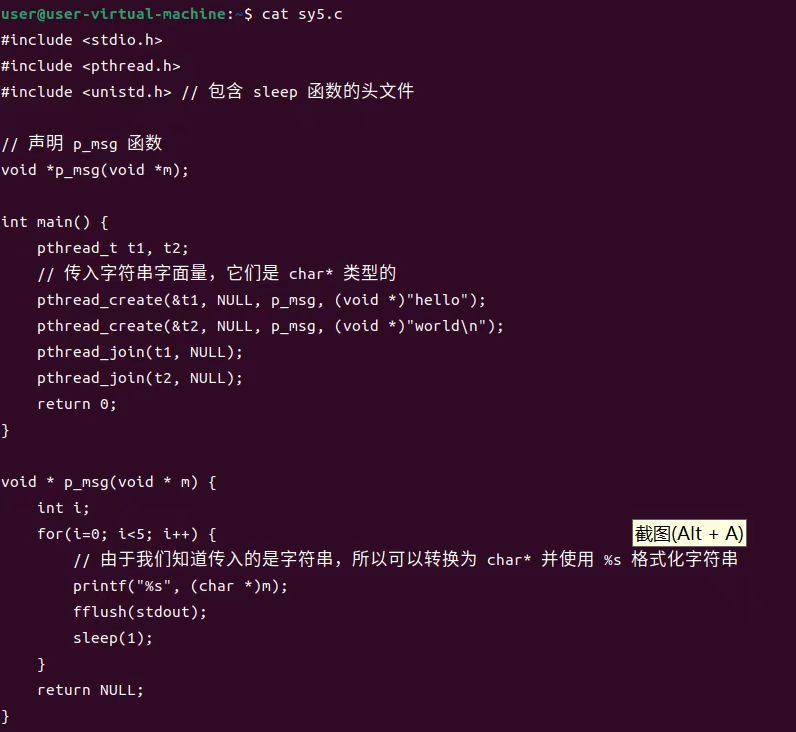 user@user-virtual-machine:~$ cat sy5.c
#include <stdio.h>
#include <pthread.h>
#include <unistd.h> // 包含 sleep 函数的头文件
// 声明 p_msg 函数
void *p_msg(void *m);
int main() {
    pthread_t t1, t2;
    // 传入字符串字面量，它们是 char* 类型的
    pthread_create(&t1, NULL, p_msg, (void *)"hello");
    pthread_create(&t2, NULL, p_msg, (void *)"world\n");
    pthread_join(t1, NULL);
    pthread_join(t2, NULL);
    return 0;
}
void * p_msg(void * m) {
    int i;
    for(i=0; i<5; i++) {
截图(Alt + A)
        // 由于我们知道传入的是字符串，所以可以转换为 char* 并使用 %s 格式化字符串
        printf("%s", (char *)m);
        fflush(stdout);
        sleep(1);
    }
    return NULL;
}